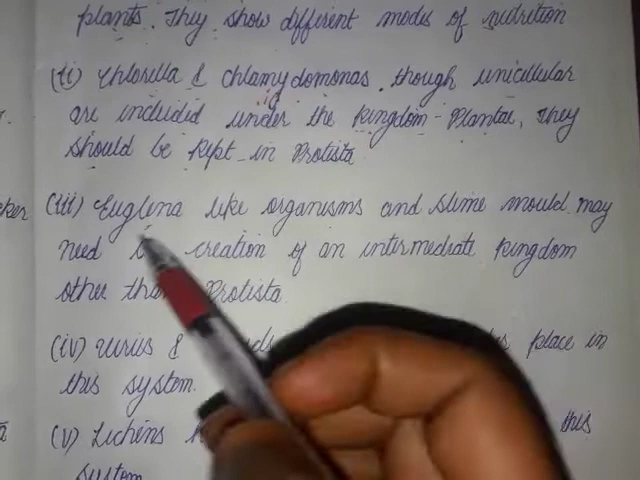 plants. They show different modes of nutrition
(ii) Chlorella & chlamydomonas. though unicellular
are included under the kingdom-Plantae, They
should be kept in Protista
(iii) Euglena like organisms and slime mould may
need creation of an intermediate kingdom
other than Protista.
(iv) virus & place in
this system.
(v) Lichens this
system